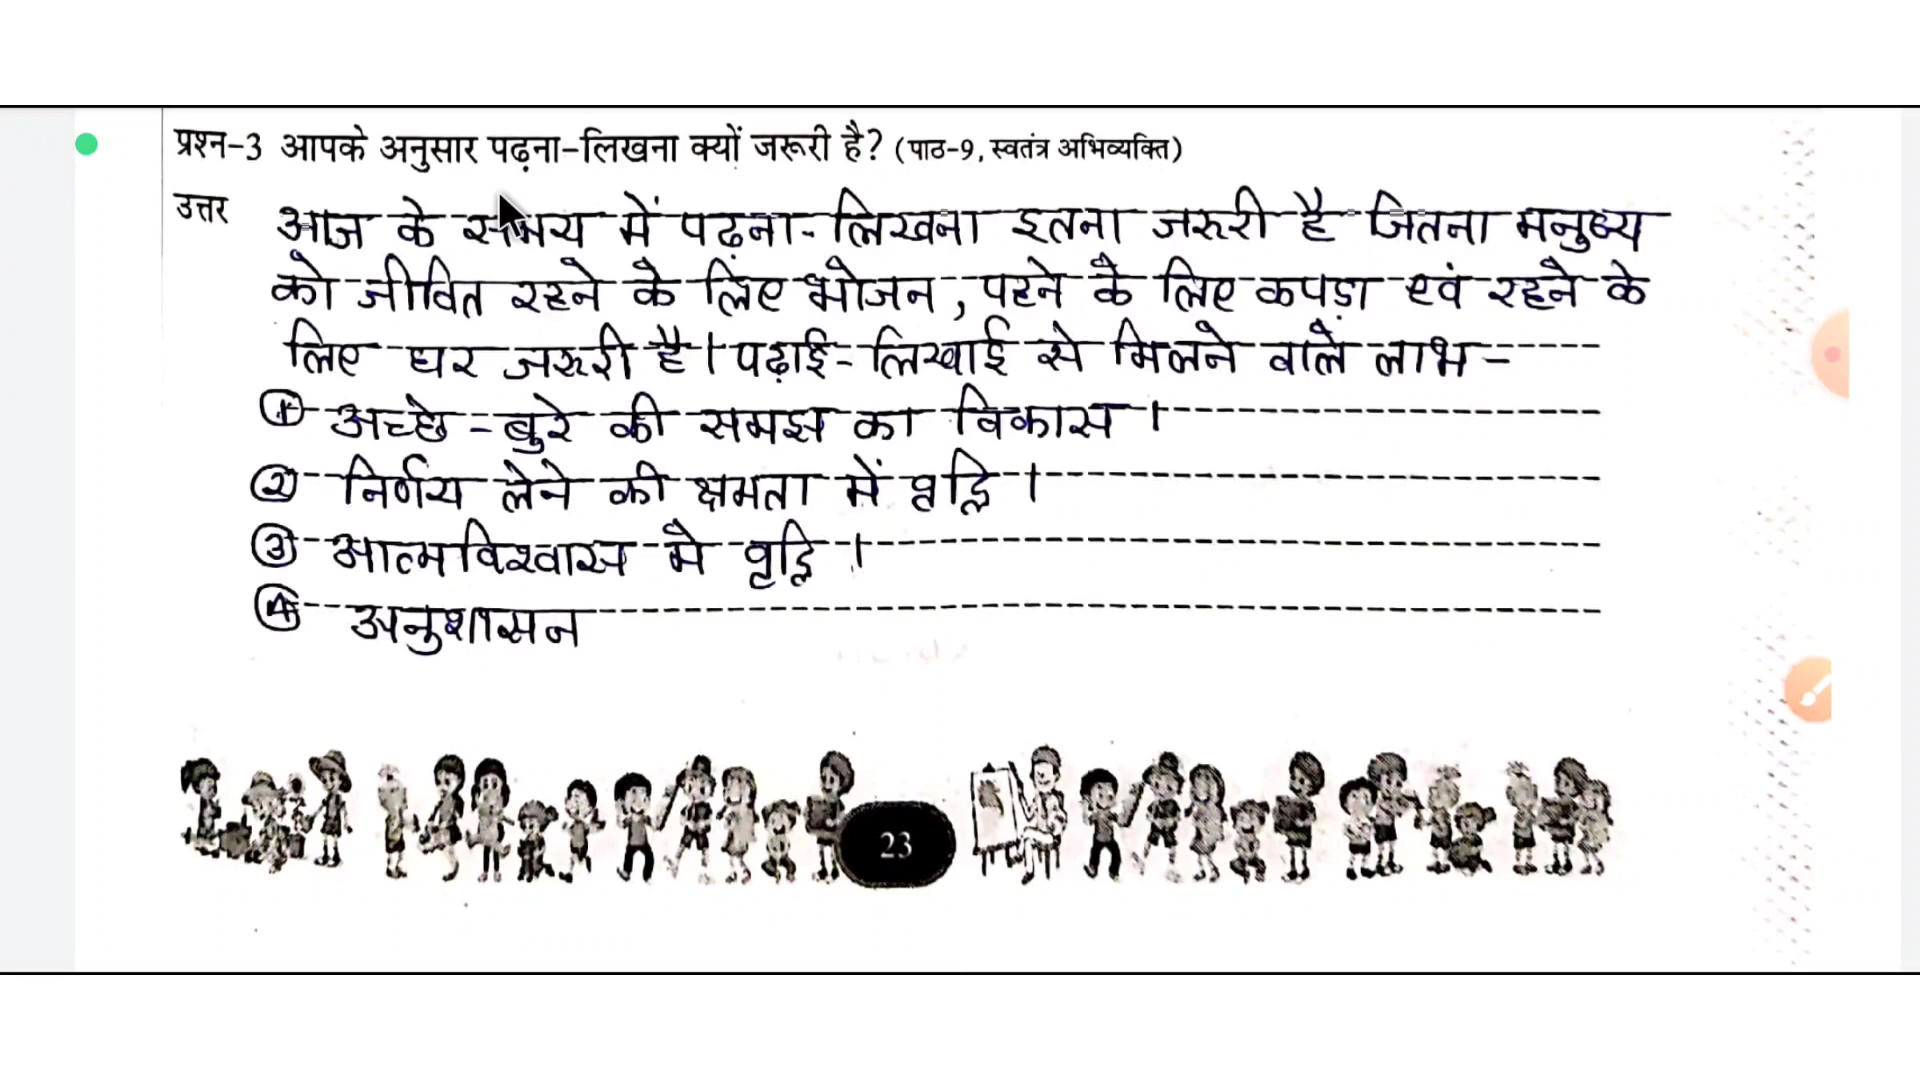 प्रश्न-3 आपके अनुसार पढ़ना-लिखना क्यों जरूरी है? (पाठ-9, स्वतंत्र अभिव्यक्ति)
उत्तर आज के समय में पढ़ना-लिखना इतना जरूरी है जितना मनुष्य
को जीवित रहने के लिए भोजन, पहने के लिए कपड़ा एवं रहने के
लिए घर जरूरी है। पढ़ाई-लिखाई से मिलने वाले लाभ -
① अच्छे-बुरे की समझ का विकास।
② निर्णय लेने की क्षमता में वृद्धि।
③ आत्मविश्वास मे वृद्धि।
④ अनुशासन
23